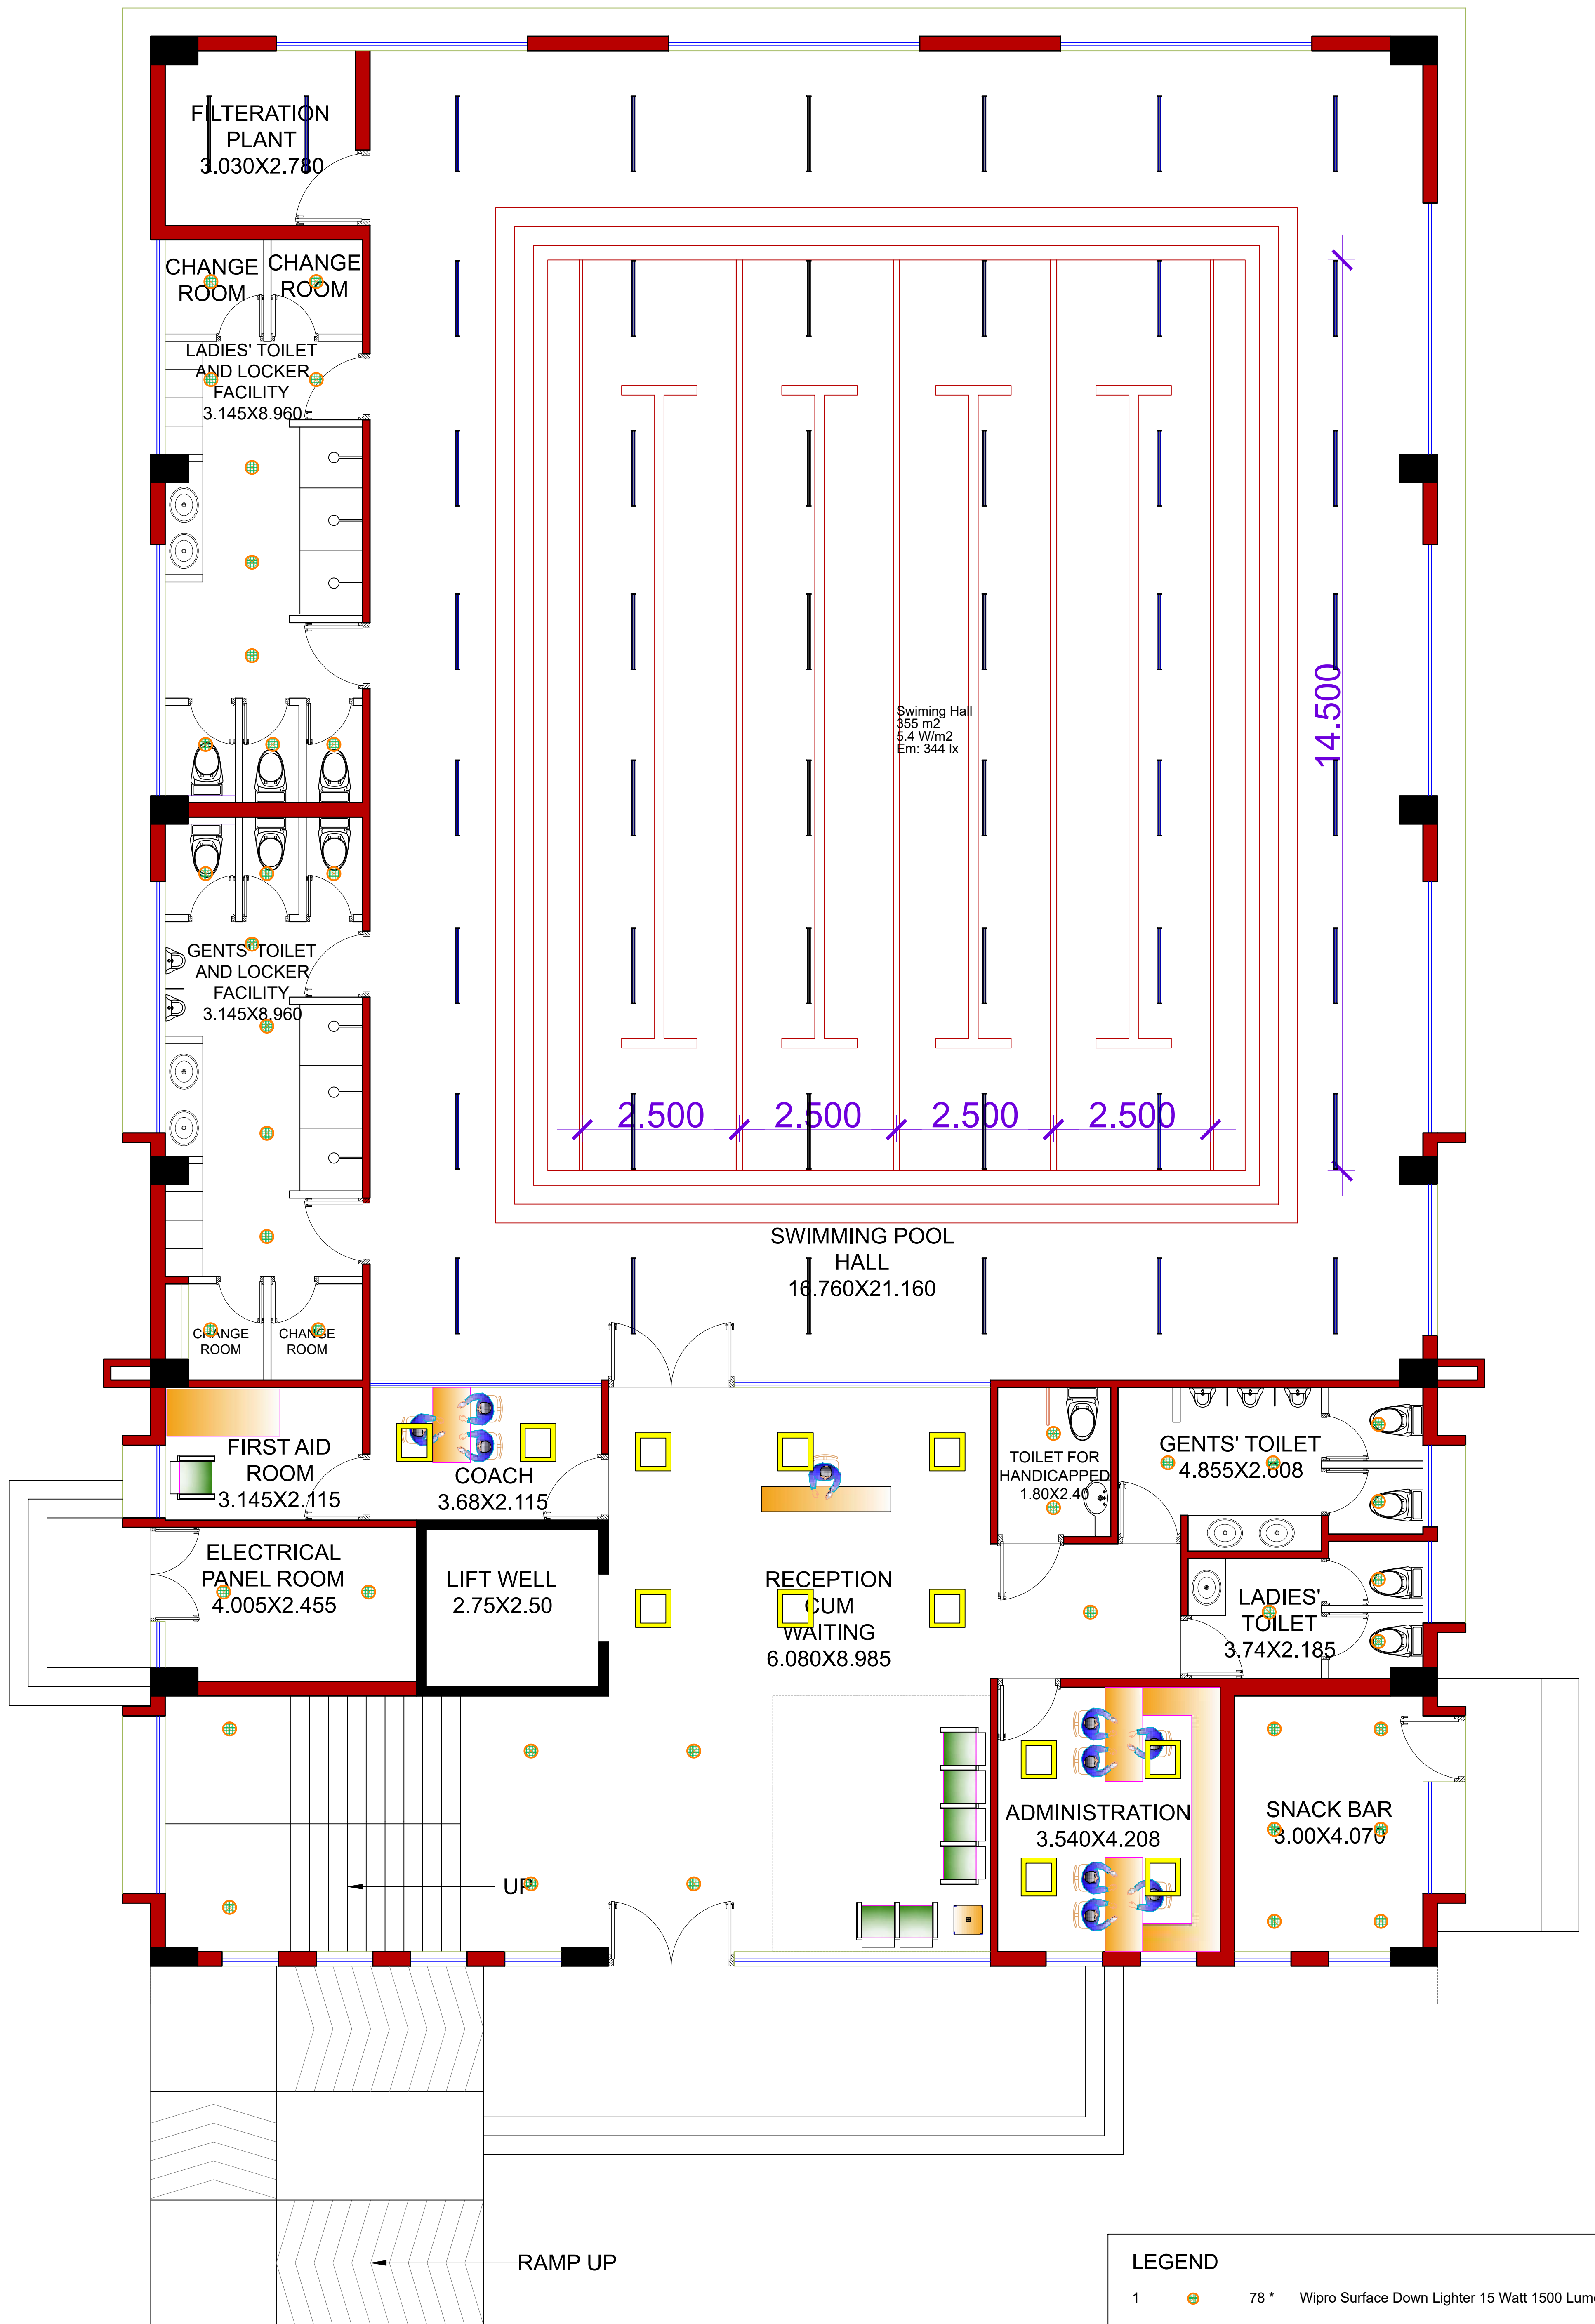 FILTERATION
PLANT
3.030X2.780
CHANGE
ROOM
CHANGE
ROOM
LADIES' TOILET
AND LOCKER
FACILITY
3.145X8.960
14.500
Swiming Hall
355 m2
5.4 W/m2
Em: 344 lx
GENTS' TOILET
AND LOCKER
FACILITY
3.145X8.960
2.500
2.500
2.500
2.500
SWIMMING POOL
HALL
16.760X21.160
CHANGE
ROOM
CHANGE
ROOM
FIRST AID
ROOM
3.145X2.115
COACH
3.68X2.115
TOILET FOR
HANDICAPPED
1.80X2.40
GENTS' TOILET
4.855X2.608
ELECTRICAL
PANEL ROOM
4.005X2.455
LIFT WELL
2.75X2.50
RECEPTION
CUM
WAITING
6.080X8.985
LADIES'
TOILET
3.74X2.185
ADMINISTRATION
3.540X4.208
SNACK BAR
3.00X4.070
UP
RAMP UP
LEGEND
1 78 * Wipro Surface Down Lighter 15 Watt 1500 Lum